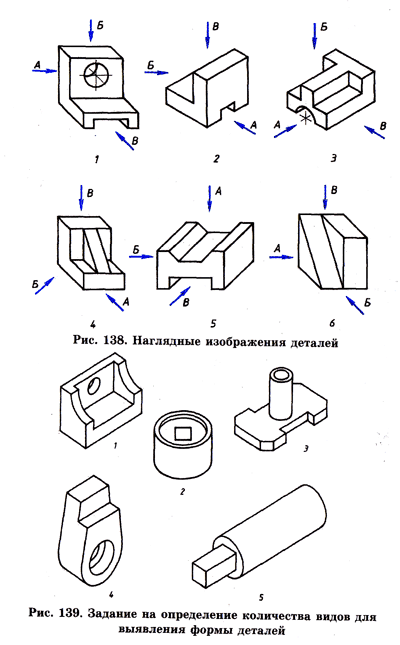 Б
А
В
1
В
Б
А
2
Б
А
В
3
В
Б
А
4
А
Б
В
5
В
А
Б
6
Рис. 138. Наглядные изображения деталей
1
2
3
4
5
Рис. 139. Задание на определение количества видов для
выявления формы деталей